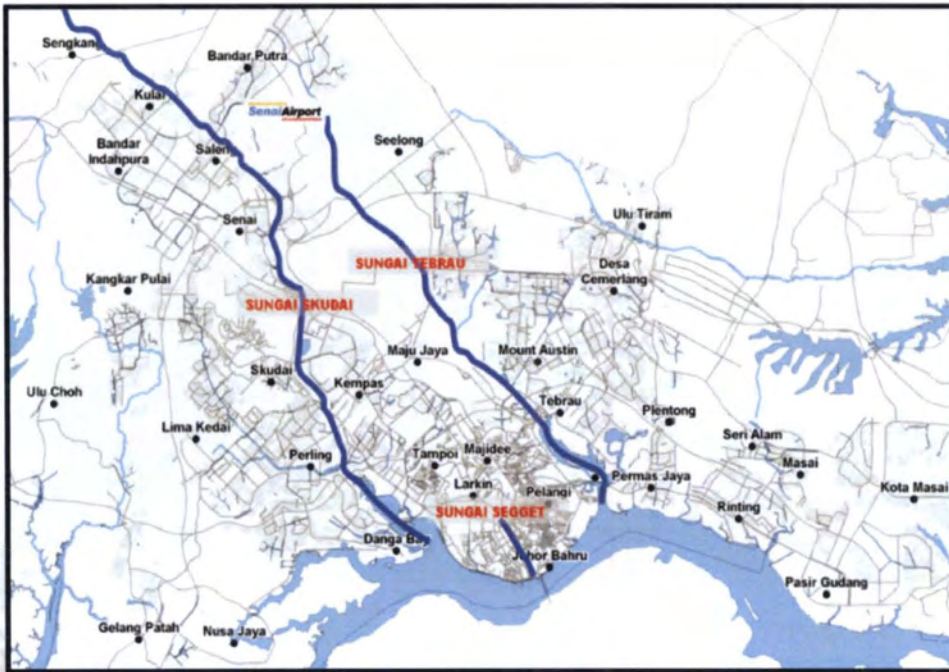 Sengkang
Bandar Putra
Kulai
SenaiAirport
Seelong
Bandar
Indahpura
Saleng
Ulu Tiram
Senai
SUNGAI TEBRAU
Desa
Cemerlang
Kangkar Pulai
SUNGAI SKUDAI
Maju Jaya
Mount Austin
Skudai
Kempas
Ulu Choh
Tebrau
Plentong
Lima Kedai
Seri Alam
Perling
Tampoi
Majidee
Masai
Larkin
Pelangi
Permas Jaya
Kota Masai
SUNGAI SEGGET
Rinting
Danga Bay
Johor Bahru
Pasir Gudang
Gelang Patah
Nusa Jaya